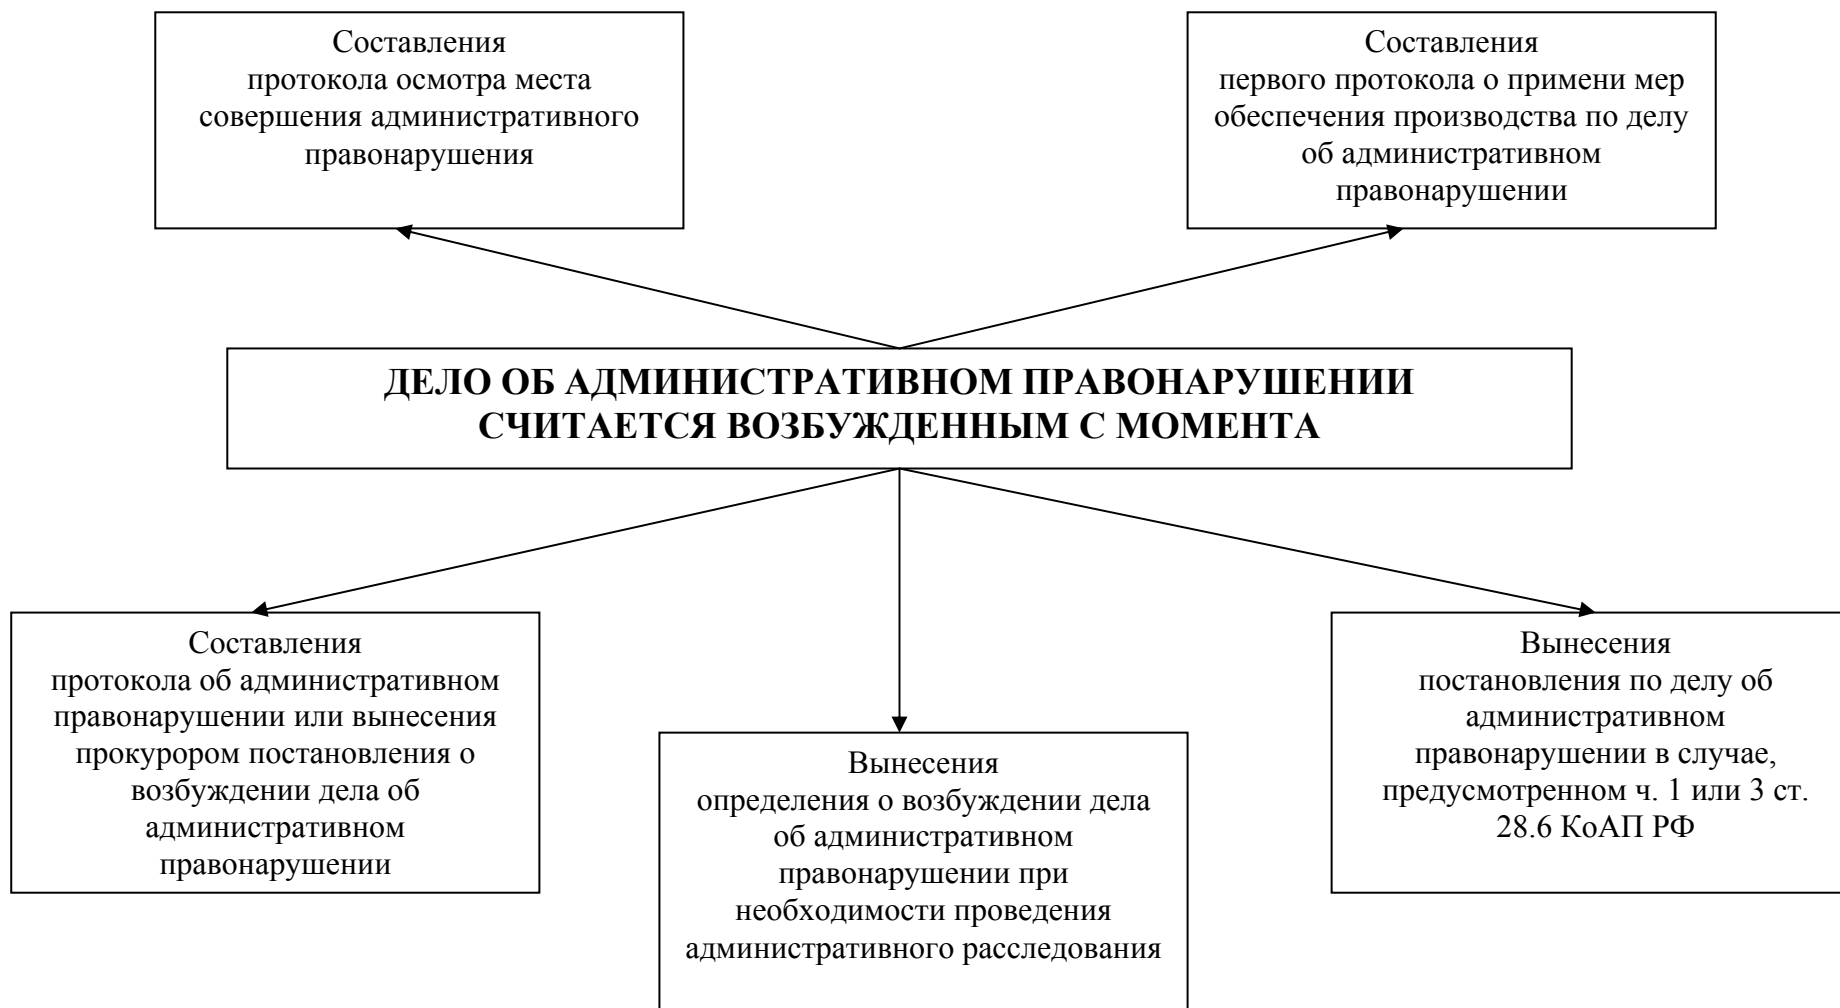 Составления
протокола осмотра места
совершения административного
правонарушения
Составления
первого протокола о примени мер
обеспечения производства по делу
об административном
правонарушении
ДЕЛО ОБ АДМИНИСТРАТИВНОМ ПРАВОНАРУШЕНИИ
СЧИТАЕТСЯ ВОЗБУЖДЕННЫМ С МОМЕНТА
Составления
протокола об административном
правонарушении или вынесения
прокурором постановления о
возбуждении дела об
административном
правонарушении
Вынесения
определения о возбуждении дела
об административном
правонарушении при
необходимости проведения
административного расследования
Вынесения
постановления по делу об
административном
правонарушении в случае,
предусмотренном ч. 1 или 3 ст.
28.6 КоАП РФ